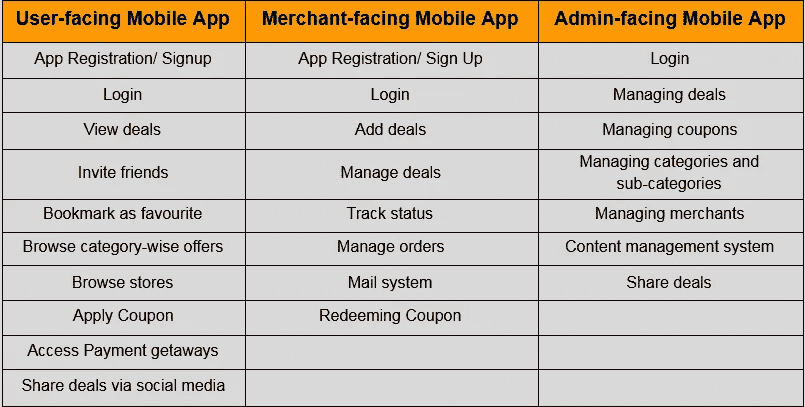 User-facing Mobile App Merchant-facing Mobile App Admin-facing Mobile App
App Registration/ Signup App Registration/ Sign Up Login
Login Login Managing deals
View deals Add deals Managing coupons
Invite friends Manage deals Managing categories and
sub-categories
Bookmark as favourite Track status Managing merchants
Browse category-wise offers Manage orders Content management system
Browse stores Mail system Share deals
Apply Coupon Redeeming Coupon
Access Payment getaways
Share deals via social media